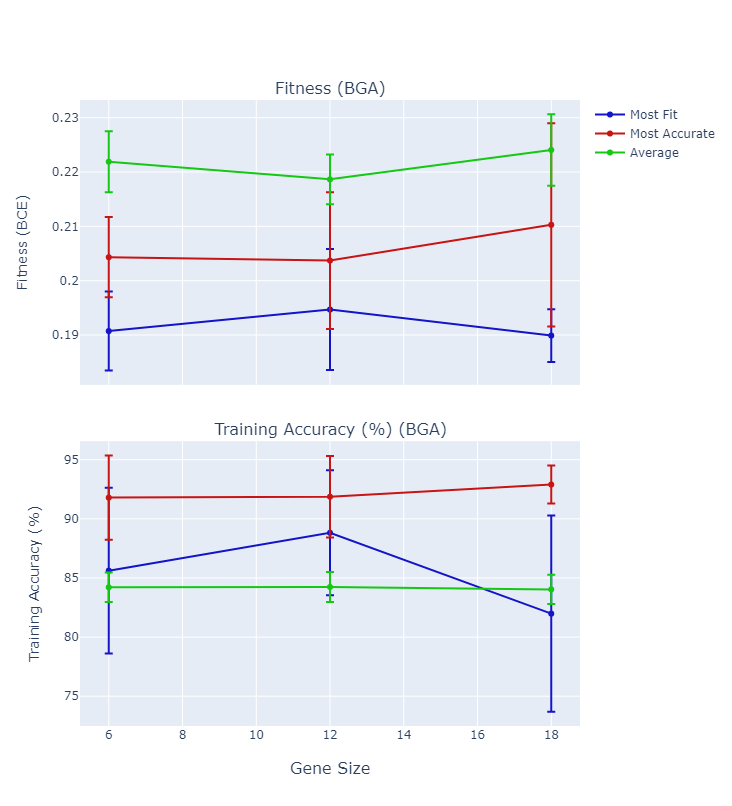 Fitness (BGA)
Most Fit
Most Accurate
Average
0.23
0.22
0.21
0.2
0.19
Fitness (BCE)
Training Accuracy (%) (BGA)
95
90
85
80
75
Training Accuracy (%)
6 8 10 12 14 16 18
Gene Size